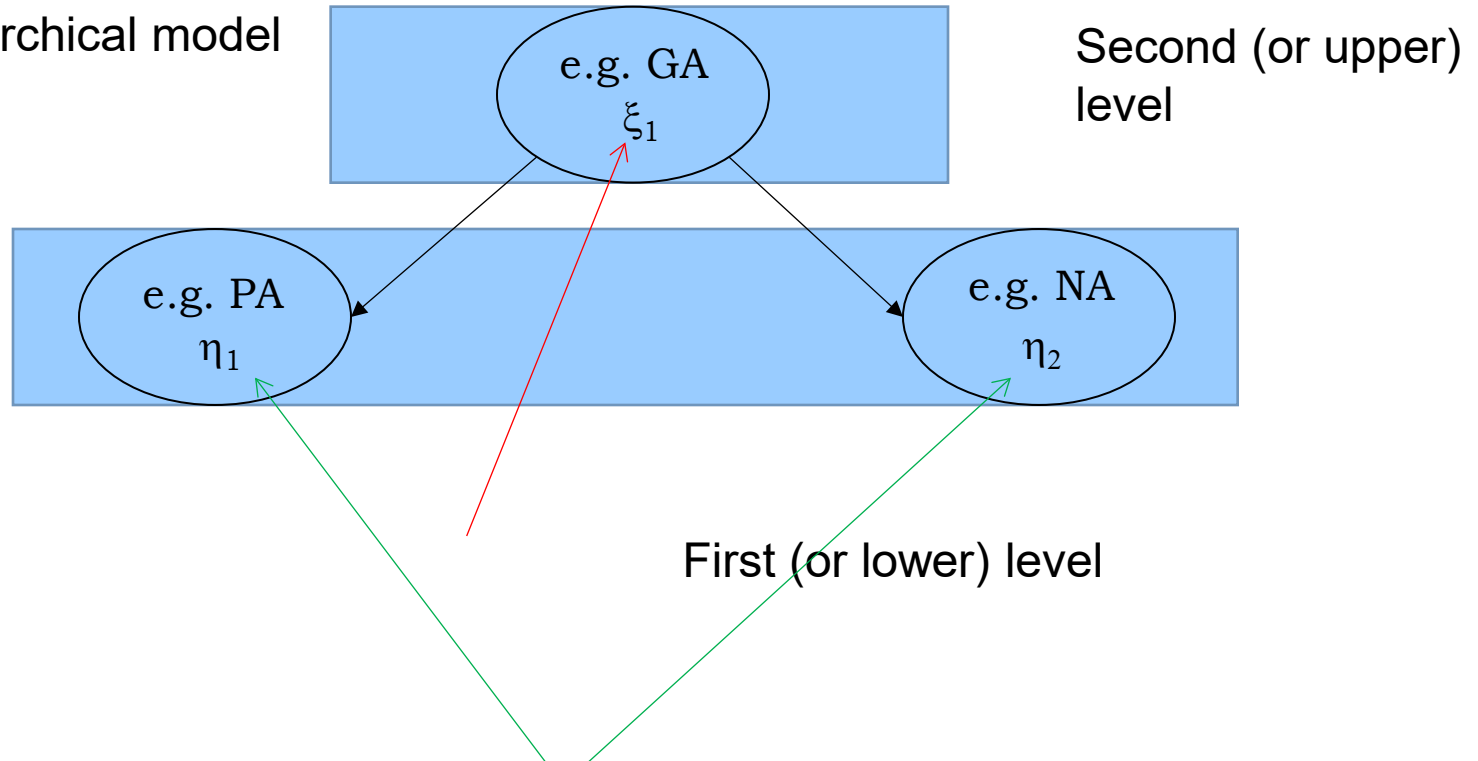 rchical model
e.g. GA
ξ₁
Second (or upper)
level
e.g. PA
η₁
e.g. NA
η₂
First (or lower) level